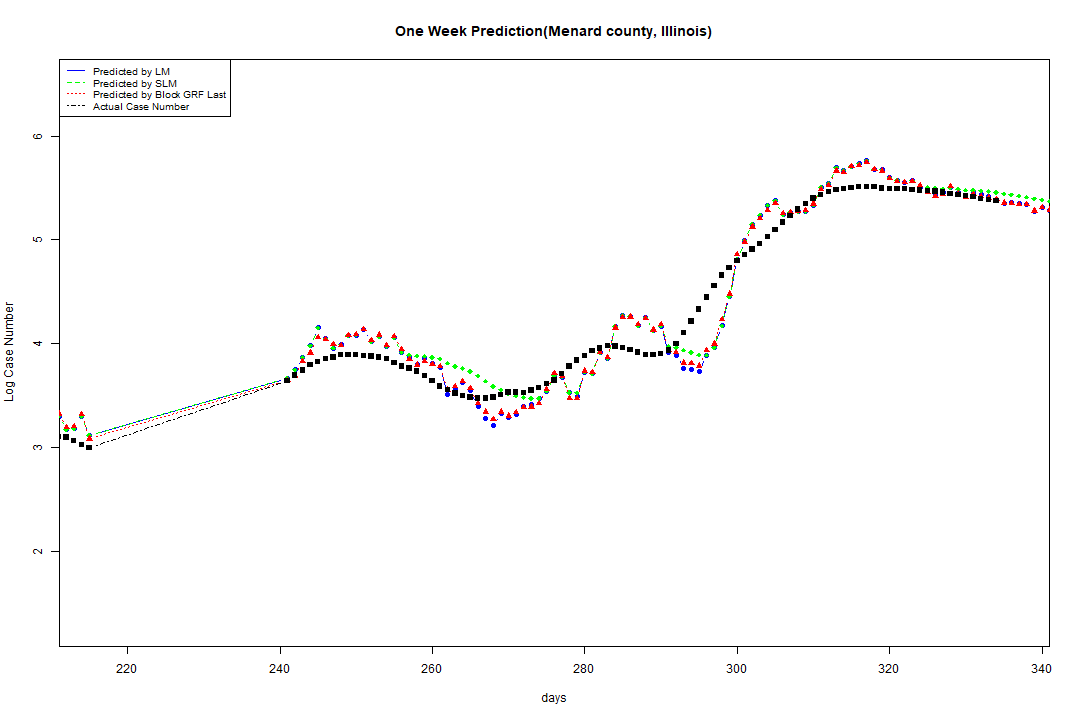 One Week Prediction(Menard county, Illinois)
Predicted by LM
Predicted by SLM
Predicted by Block GRF Last
Actual Case Number
6
5
4
3
2
Log Case Number
220 240 260 280 300 320 340
days